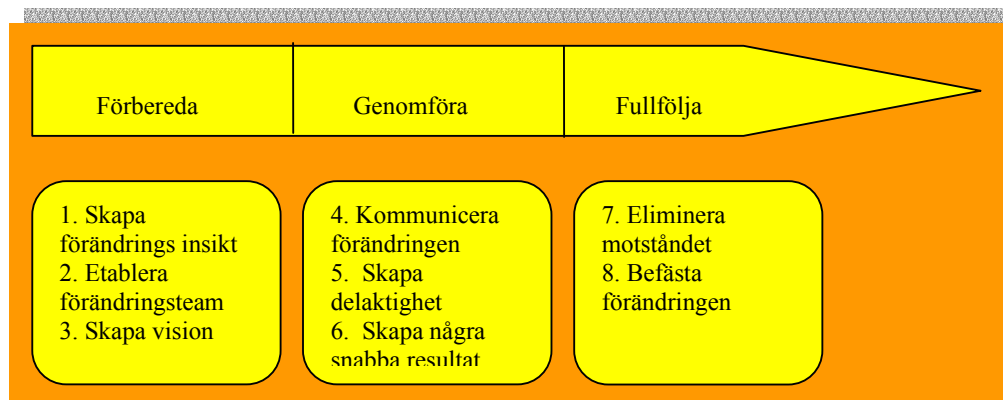 Förbereda
Genomföra
Fullfölja
1. Skapa
förändrings insikt
2. Etablera
förändringsteam
3. Skapa vision
4. Kommunicera
förändringen
5. Skapa
delaktighet
6. Skapa några
snabba resultat
7. Eliminera
motståndet
8. Befästa
förändringen